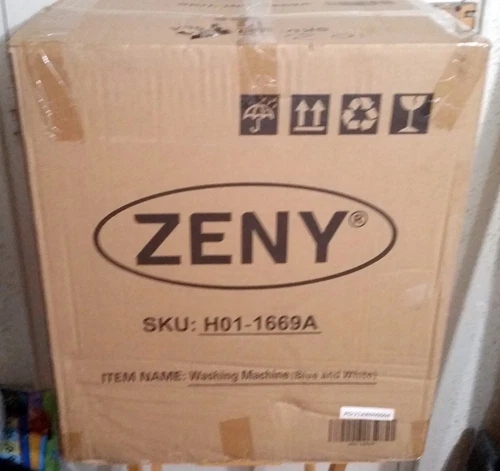 ZENY®
SKU: H01-1669A
ITEM NAME: Washing Machine (Blue and White)